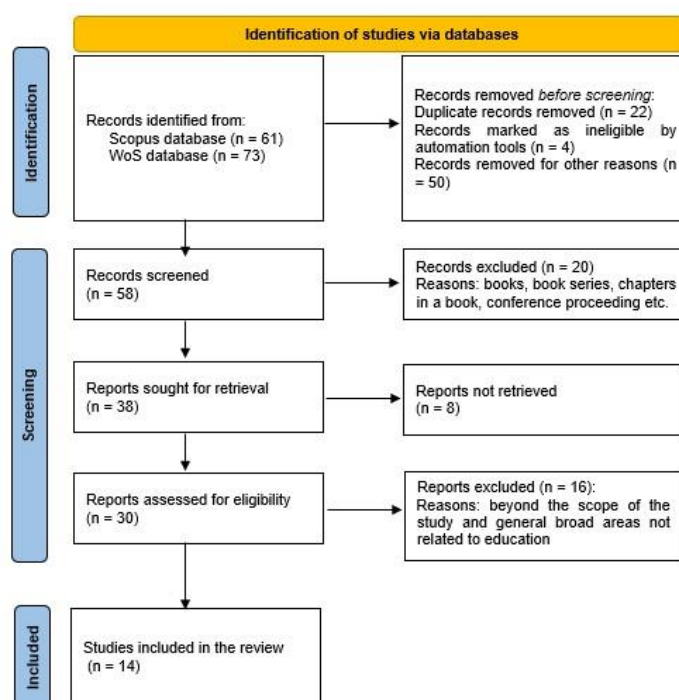 Identification of studies via databases
Identification
Records identified from:
Scopus database (n = 61)
WoS database (n = 73)
Records removed before screening:
Duplicate records removed (n = 22)
Records marked as ineligible by
automation tools (n = 4)
Records removed for other reasons (n
= 50)
Screening
Records screened
(n = 58)
Records excluded (n = 20)
Reasons: books, book series, chapters
in a book, conference proceeding etc.
Reports sought for retrieval
(n = 38)
Reports not retrieved
(n = 8)
Reports assessed for eligibility
(n = 30)
Reports excluded (n = 16):
Reasons: beyond the scope of the
study and general broad areas not
related to education
Included
Studies included in the review
(n = 14)